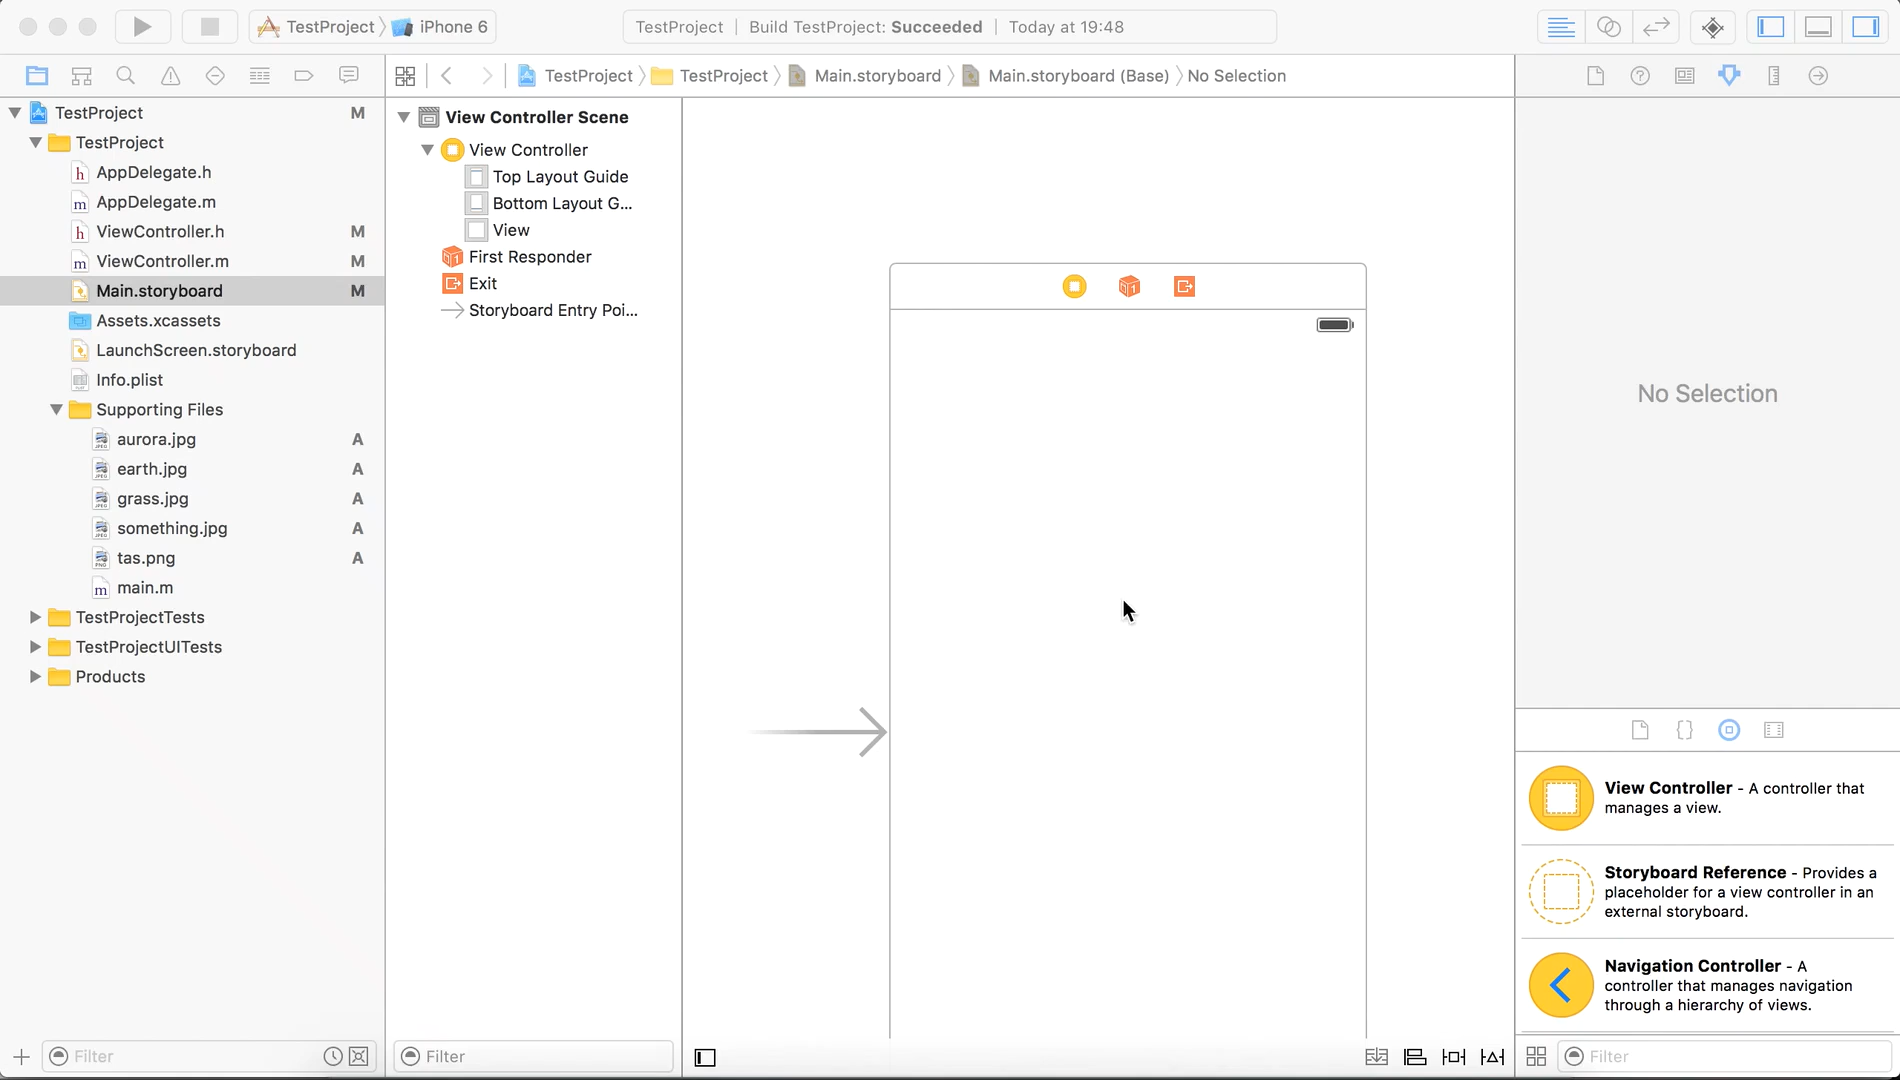 TestProject iPhone 6
TestProject Build TestProject: Succeeded Today at 19:48
TestProject TestProject Main.storyboard Main.storyboard (Base) No Selection
TestProject M
TestProject
AppDelegate.h
AppDelegate.m
ViewController.h M
ViewController.m M
Main.storyboard M
Assets.xcassets
LaunchScreen.storyboard
Info.plist
Supporting Files
aurora.jpg A
earth.jpg A
grass.jpg A
something.jpg A
tas.png A
main.m
TestProjectTests
TestProjectUITests
Products
Filter
View Controller Scene
View Controller
Top Layout Guide
Bottom Layout G...
View
First Responder
Exit
Storyboard Entry Poi...
Filter
No Selection
View Controller - A controller that
manages a view.
Storyboard Reference - Provides a
placeholder for a view controller in an
external storyboard.
Navigation Controller - A
controller that manages navigation
through a hierarchy of views.
Filter